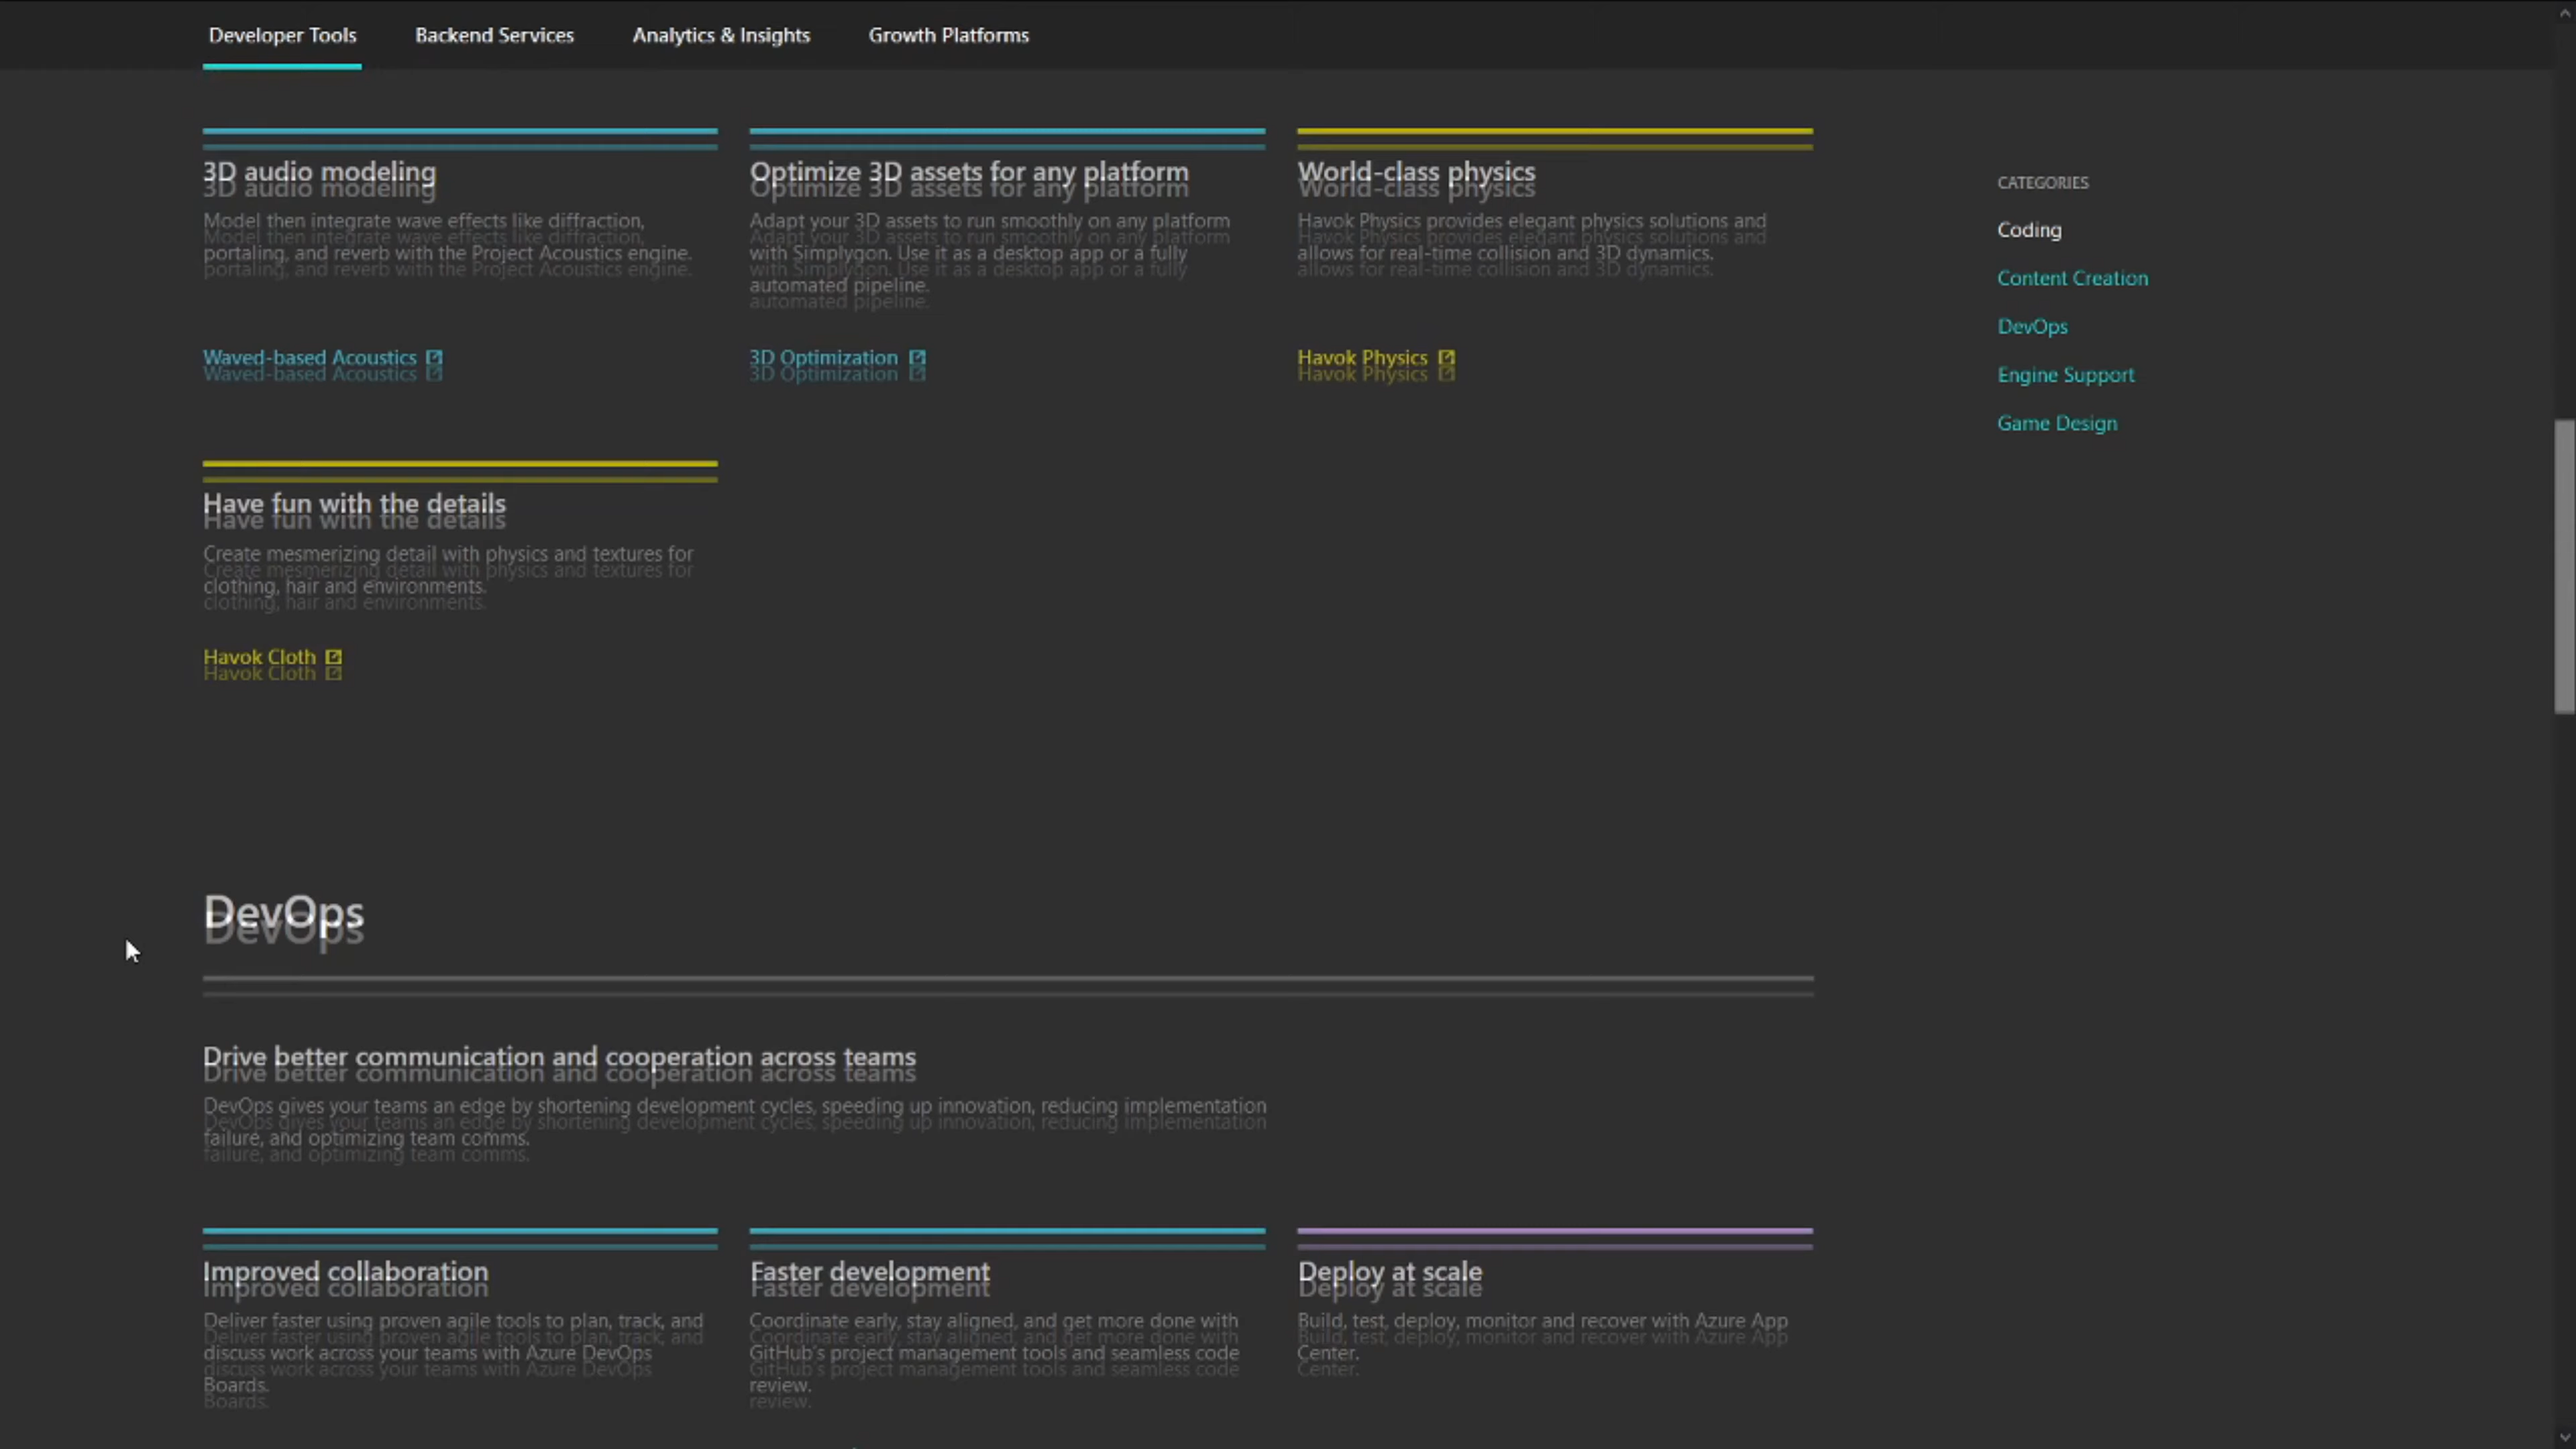 Developer Tools
Backend Services
Analytics & Insights
Growth Platforms
3D audio modeling
Model then integrate wave effects like diffraction,
portaling, and reverb with the Project Acoustics engine.
Waved-based Acoustics
Optimize 3D assets for any platform
Adapt your 3D assets to run smoothly on any platform
with Simplygon. Use it as a desktop app or a fully
automated pipeline.
3D Optimization
World-class physics
Havok Physics provides elegant physics solutions and
allows for real-time collision and 3D dynamics.
Havok Physics
Have fun with the details
Create mesmerizing detail with physics and textures for
clothing, hair and environments.
Havok Cloth
CATEGORIES
Coding
Content Creation
DevOps
Engine Support
Game Design
DevOps
Drive better communication and cooperation across teams
DevOps gives your teams an edge by shortening development cycles, speeding up innovation, reducing implementation
failure, and optimizing team comms.
Improved collaboration
Deliver faster using proven agile tools to plan, track, and
discuss work across your teams with Azure DevOps
Boards.
Faster development
Coordinate early, stay aligned, and get more done with
GitHub's project management tools and seamless code
review.
Deploy at scale
Build, test, deploy, monitor and recover with Azure App
Center.